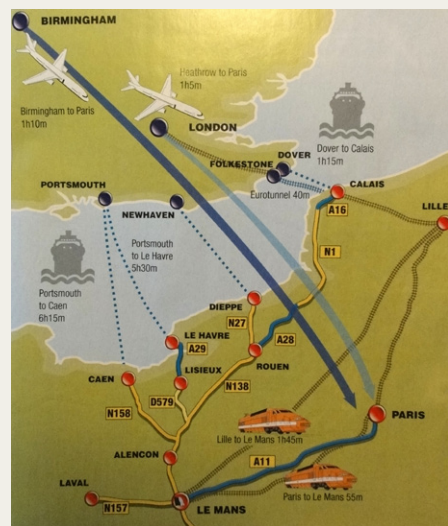 BIRMINGHAM
Heathrow to Paris
1h5m
Birmingham to Paris
1h10m
LONDON
Dover to Calais
1h15m
DOVER
FOLKESTONE
CALAIS
Eurotunnel 40m
PORTSMOUTH
NEWHAVEN
A16
LILLE
N1
Portsmouth
to Le Havre
5h30m
Portsmouth
to Caen
6h15m
DIEPPE
N27
LE HAVRE
A29
A28
ROUEN
LISIEUX
CAEN
N138
D579
N158
PARIS
Lille to Le Mans 1h45m
ALENCON
A11
LAVAL
Paris to Le Mans 55m
N157
LE MANS